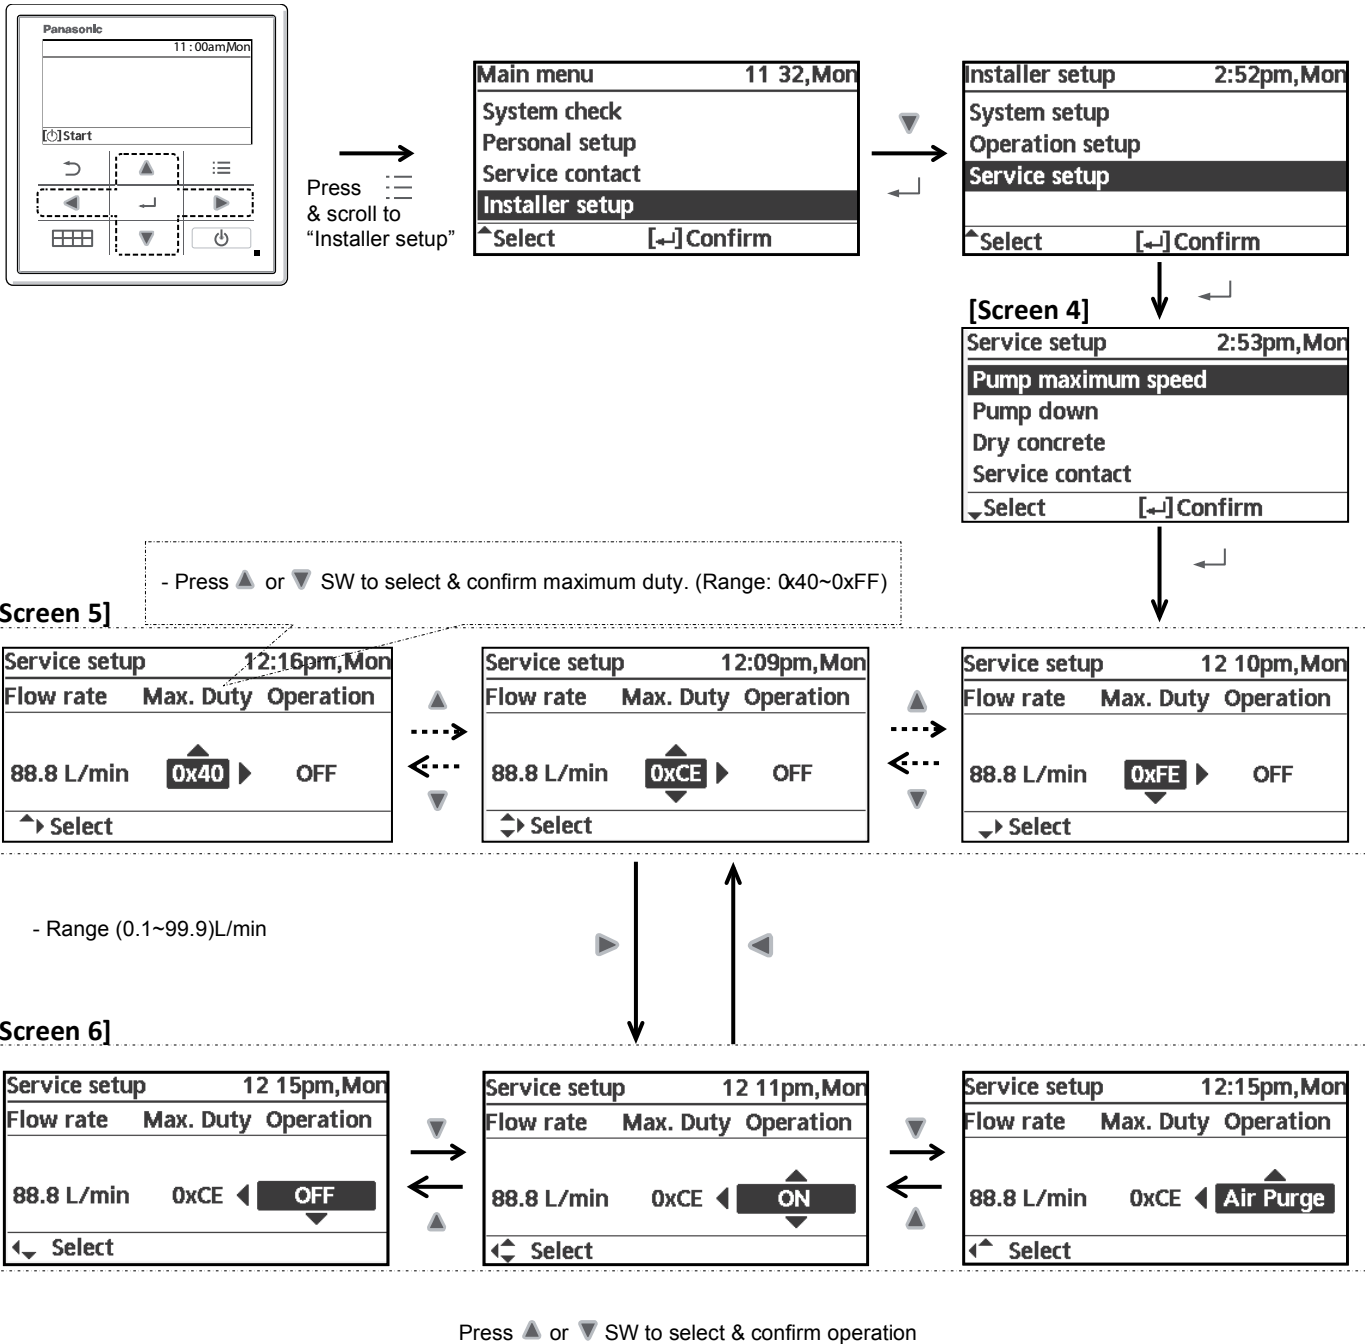 Panasonic
11 : 00am,Mon
[⏻]Start
Press
& scroll to
“Installer setup”
Main menu 11 32,Mon
System check
Personal setup
Service contact
Installer setup
Select [↵]Confirm
Installer setup 2:52pm,Mon
System setup
Operation setup
Service setup
Select [↵]Confirm
[Screen 4]
Service setup 2:53pm,Mon
Pump maximum speed
Pump down
Dry concrete
Service contact
Select [↵]Confirm
- Press ▲ or ▼ SW to select & confirm maximum duty. (Range: 0x40~0xFF)
Screen 5]
Service setup 12:16pm,Mon
Flow rate Max. Duty Operation
88.8 L/min 0x40 OFF
Select
Service setup 12:09pm,Mon
Flow rate Max. Duty Operation
88.8 L/min 0xCE OFF
Select
Service setup 12 10pm,Mon
Flow rate Max. Duty Operation
88.8 L/min 0xFE OFF
Select
- Range (0.1~99.9)L/min
Screen 6]
Service setup 12 15pm,Mon
Flow rate Max. Duty Operation
88.8 L/min 0xCE OFF
Select
Service setup 12 11pm,Mon
Flow rate Max. Duty Operation
88.8 L/min 0xCE ON
Select
Service setup 12:15pm,Mon
Flow rate Max. Duty Operation
88.8 L/min 0xCE Air Purge
Select
Press ▲ or ▼ SW to select & confirm operation